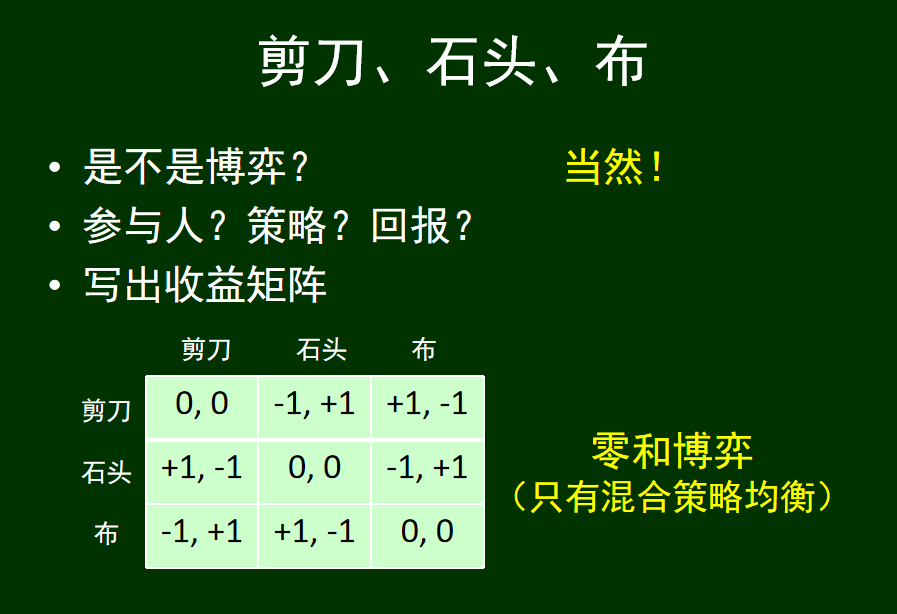 剪刀、石头、布
• 是不是博弈？ 当然！
• 参与人？策略？回报？
• 写出收益矩阵
剪刀 石头 布
剪刀 0, 0 -1, +1 +1, -1
石头 +1, -1 0, 0 -1, +1
布 -1, +1 +1, -1 0, 0
零和博弈
（只有混合策略均衡）